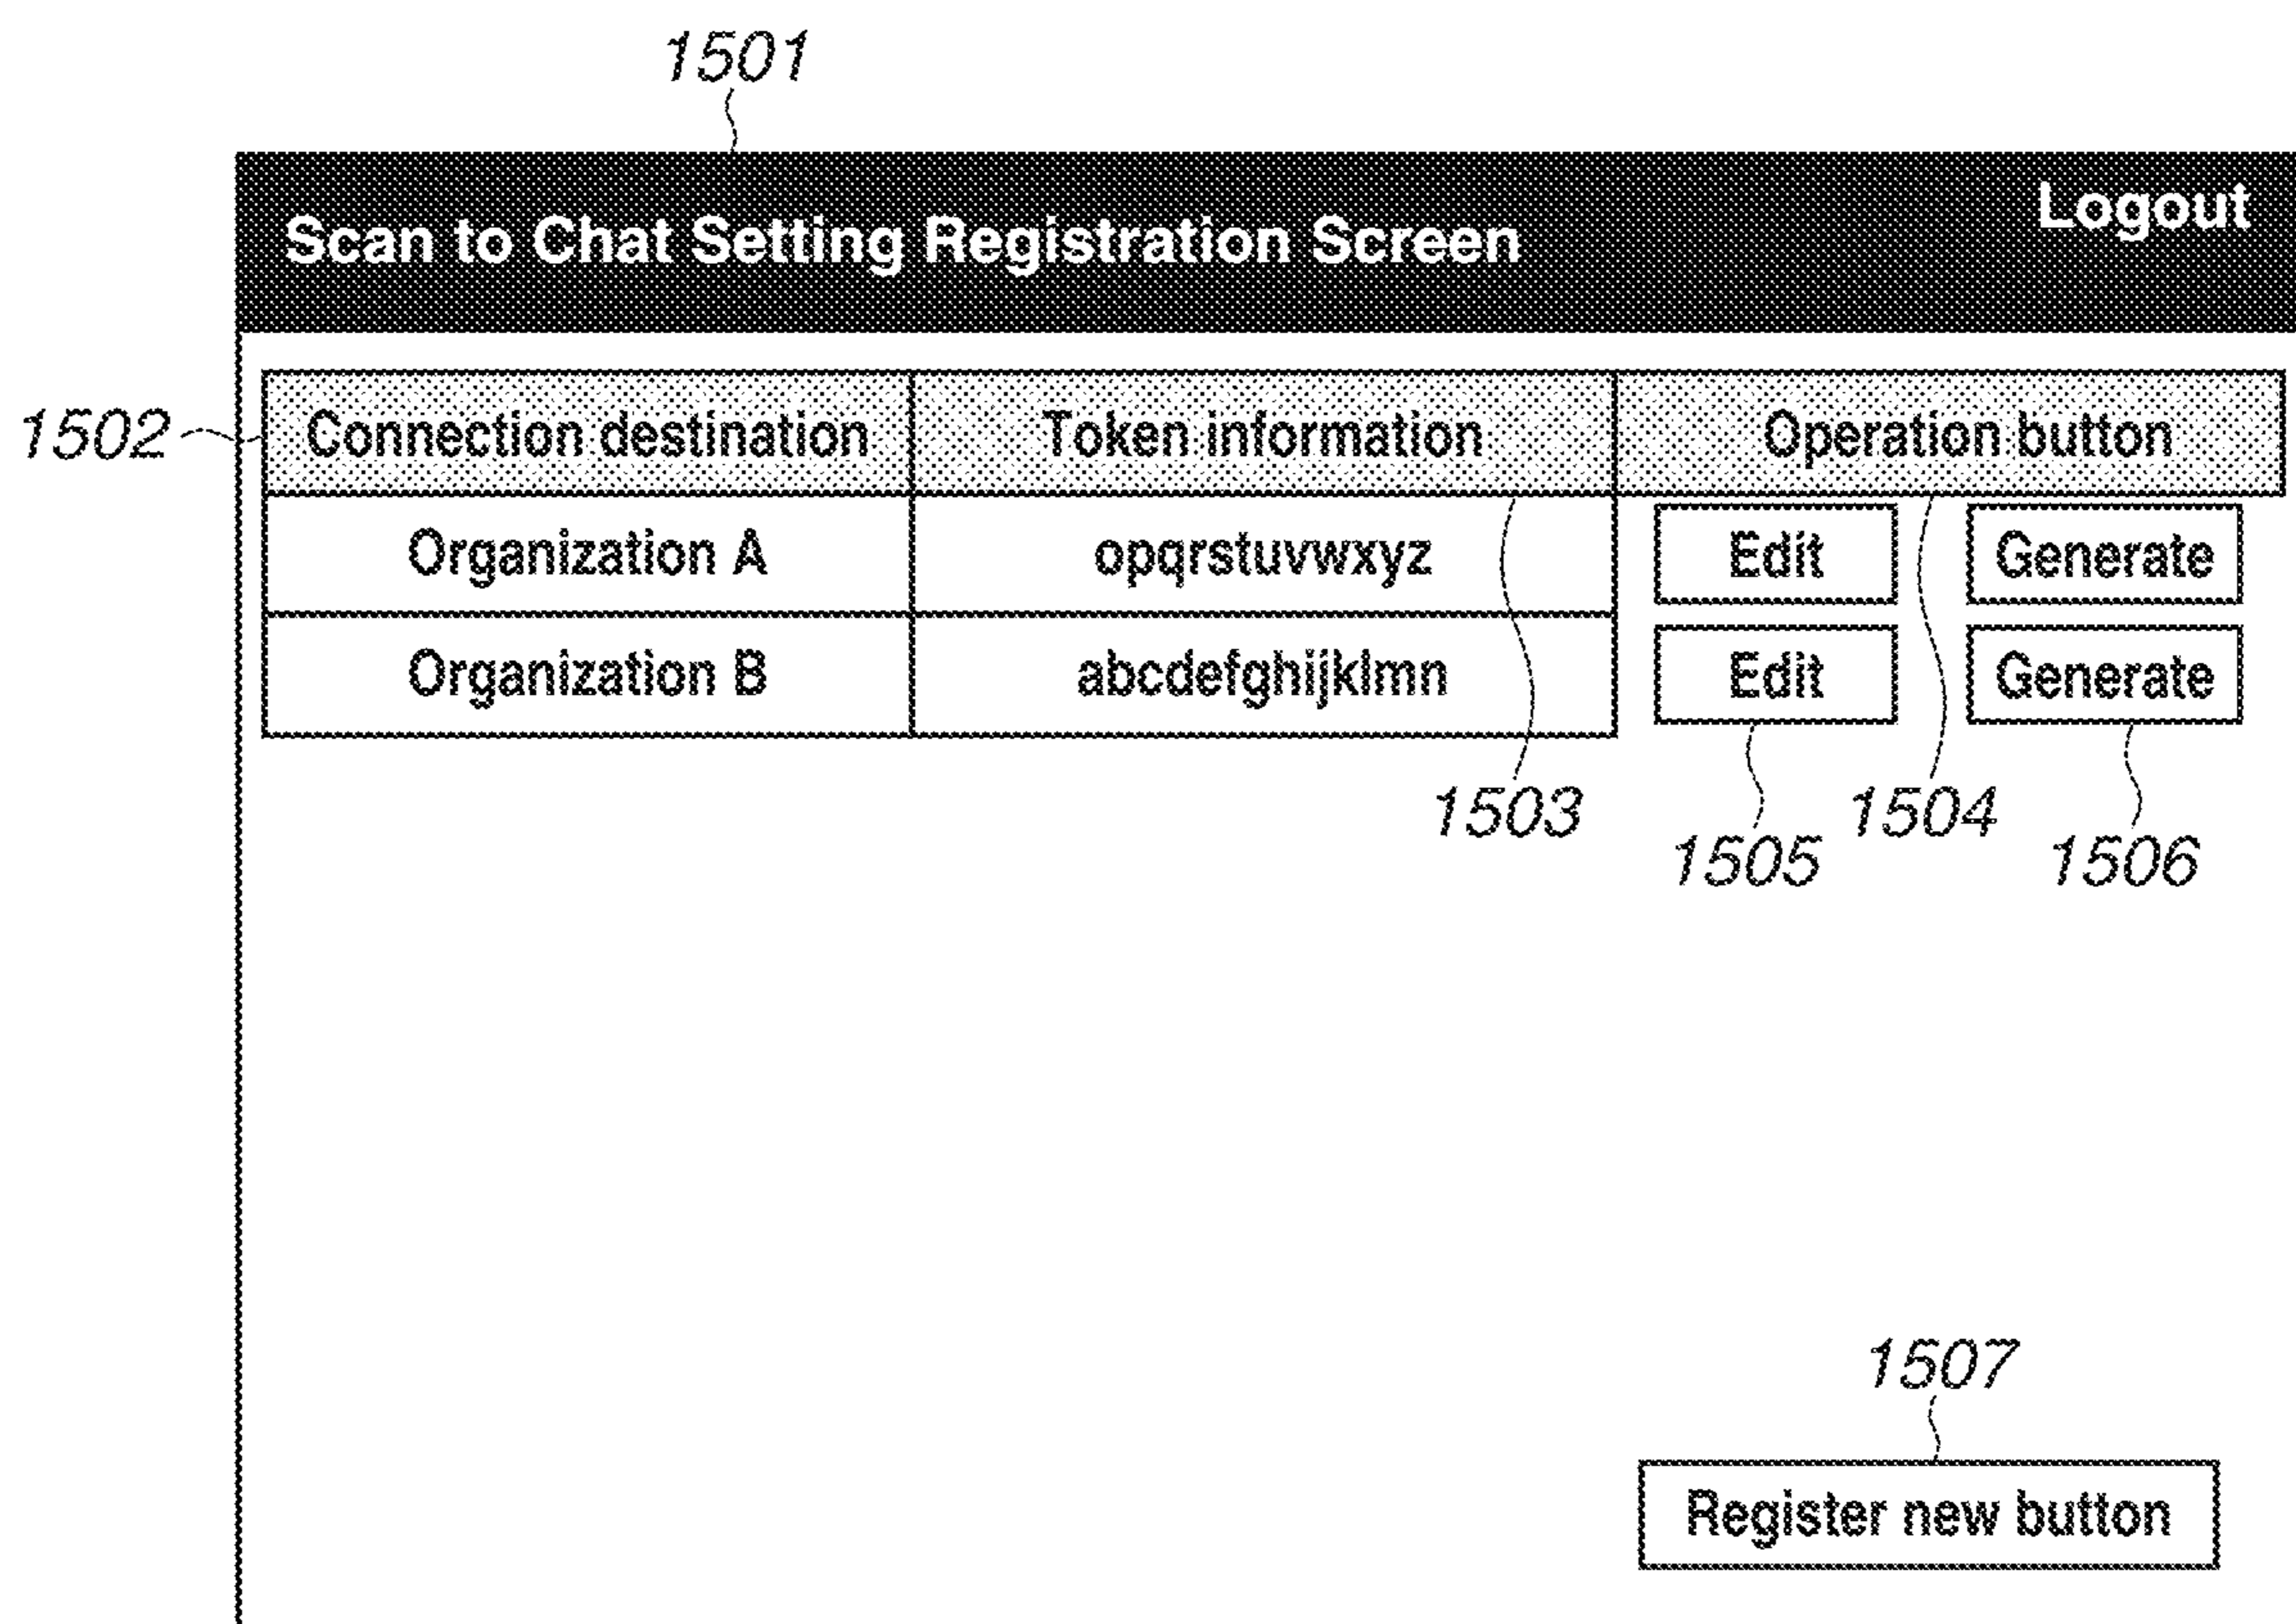 1501
Scan to Chat Setting Registration Screen Logout
1502 Connection destination Token information Operation button
Organization A opqrstuvwxyz Edit Generate
Organization B abcdefghijklmn Edit Generate
1503 1504
1505 1506
1507
Register new button